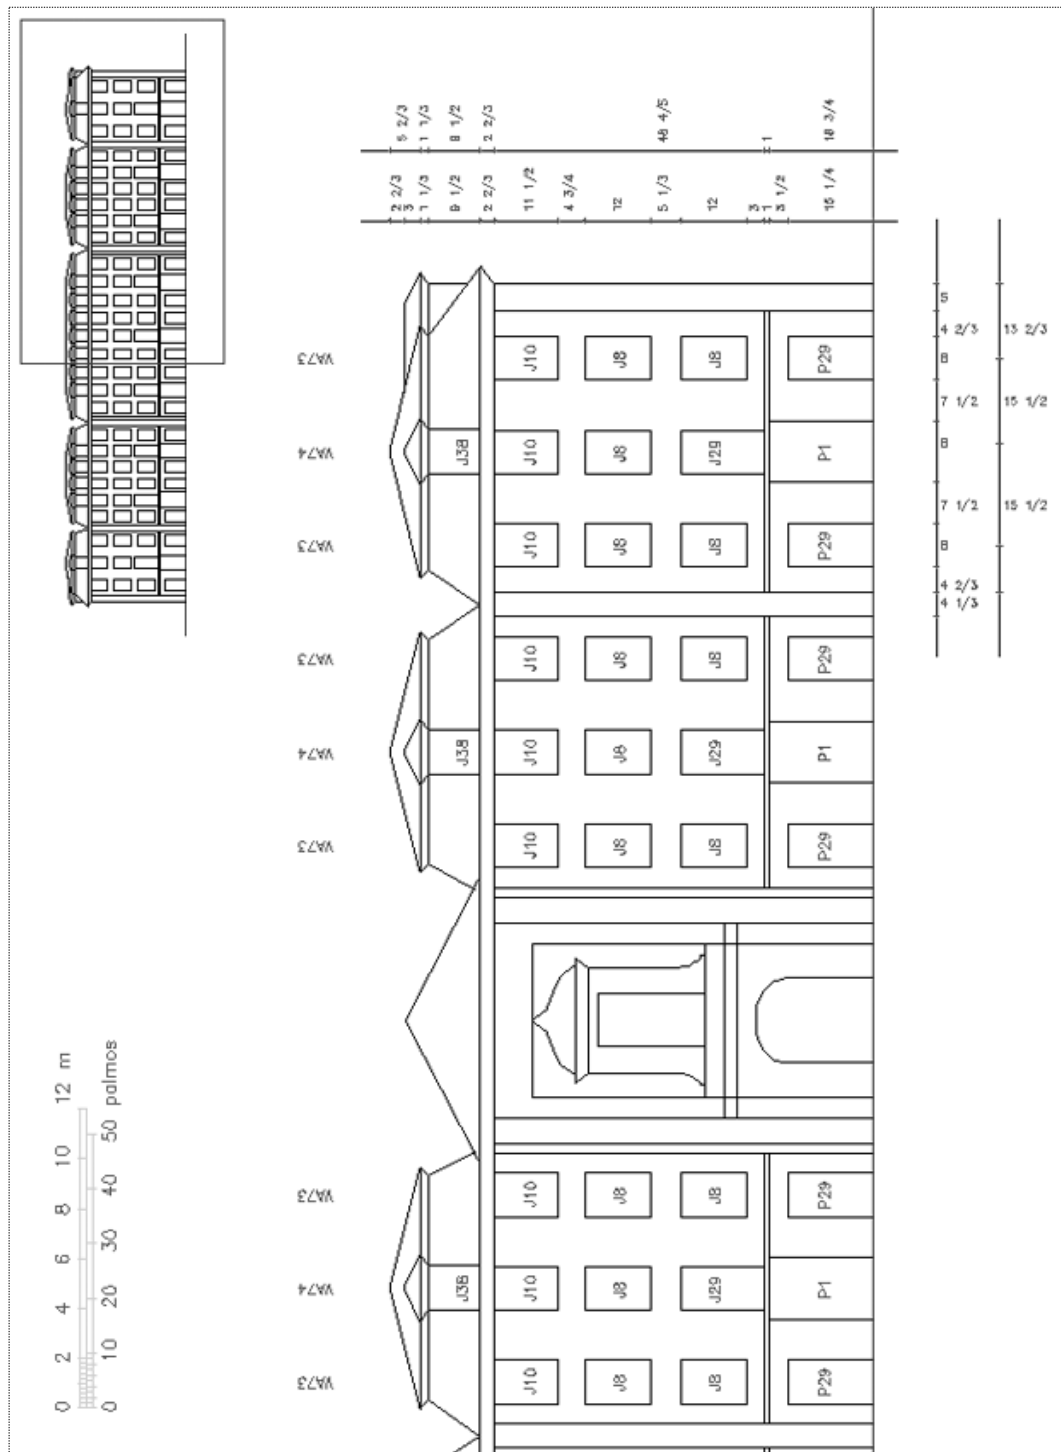 5 2/3
1 1/3
8 1/2
2 2/3
48 4/5
1
18 3/4
2 2/3
3
1 1/3
9 1/2
2 2/3
11 1/2
4 3/4
12
5 1/3
12
3
1
3 1/2
15 1/4
5
4 2/3
8
7 1/2
8
7 1/2
8
4 2/3
4 1/3
13 2/3
15 1/2
15 1/2
VA73
J10
J8
J8
P29
VA74
J38
J10
J8
J29
P1
VA73
J10
J8
J8
P29
VA73
J10
J8
J8
P29
VA74
J38
J10
J8
J29
P1
VA73
J10
J8
J8
P29
VA73
J10
J8
J8
P29
VA74
J38
J10
J8
J29
P1
VA73
J10
J8
J8
P29
0 2 4 6 8 10 12 m
0 10 20 30 40 50 palmos